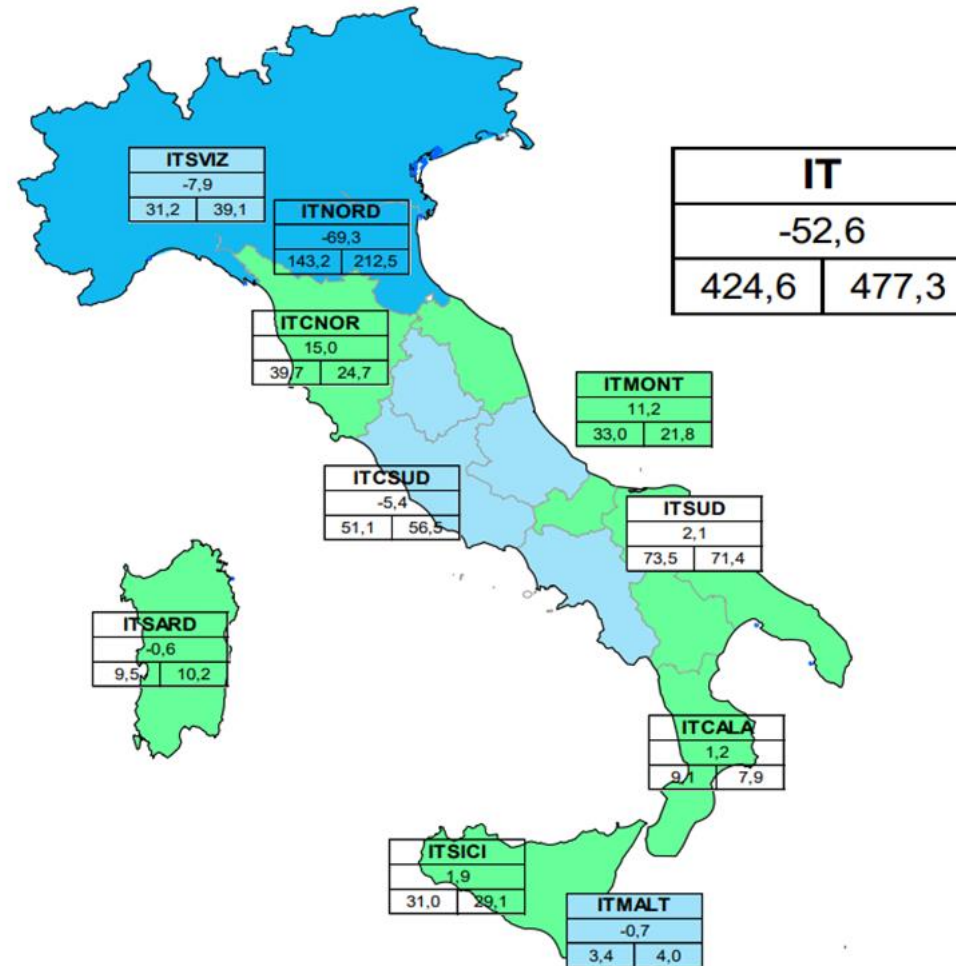 ITSVIZ
-7,9
31,2 39,1
ITNORD
-69,3
143,2 212,5
IT
-52,6
424,6 477,3
ITCNOR
15,0
39,7 24,7
ITMONT
11,2
33,0 21,8
ITCSUD
-5,4
51,1 56,5
ITSUD
2,1
73,5 71,4
ITSARD
-0,6
9,5 10,2
ITCALA
1,2
9,1 7,9
ITSICI
1,9
31,0 29,1
ITMALT
-0,7
3,4 4,0